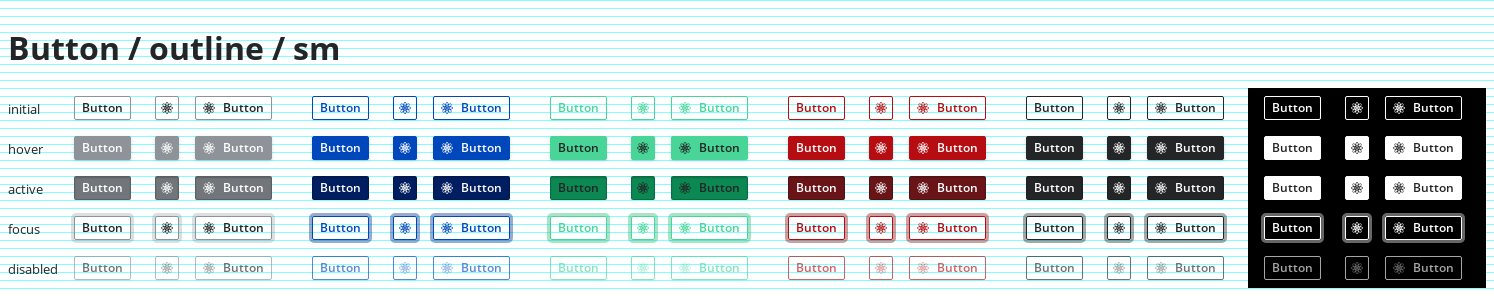 Button / outline / sm
initial Button Button Button Button Button Button Button Button Button Button Button Button
hover Button Button Button Button Button Button Button Button Button Button Button Button
active Button Button Button Button Button Button Button Button Button Button Button Button
focus Button Button Button Button Button Button Button Button Button Button Button Button
disabled Button Button Button Button Button Button Button Button Button Button Button Button